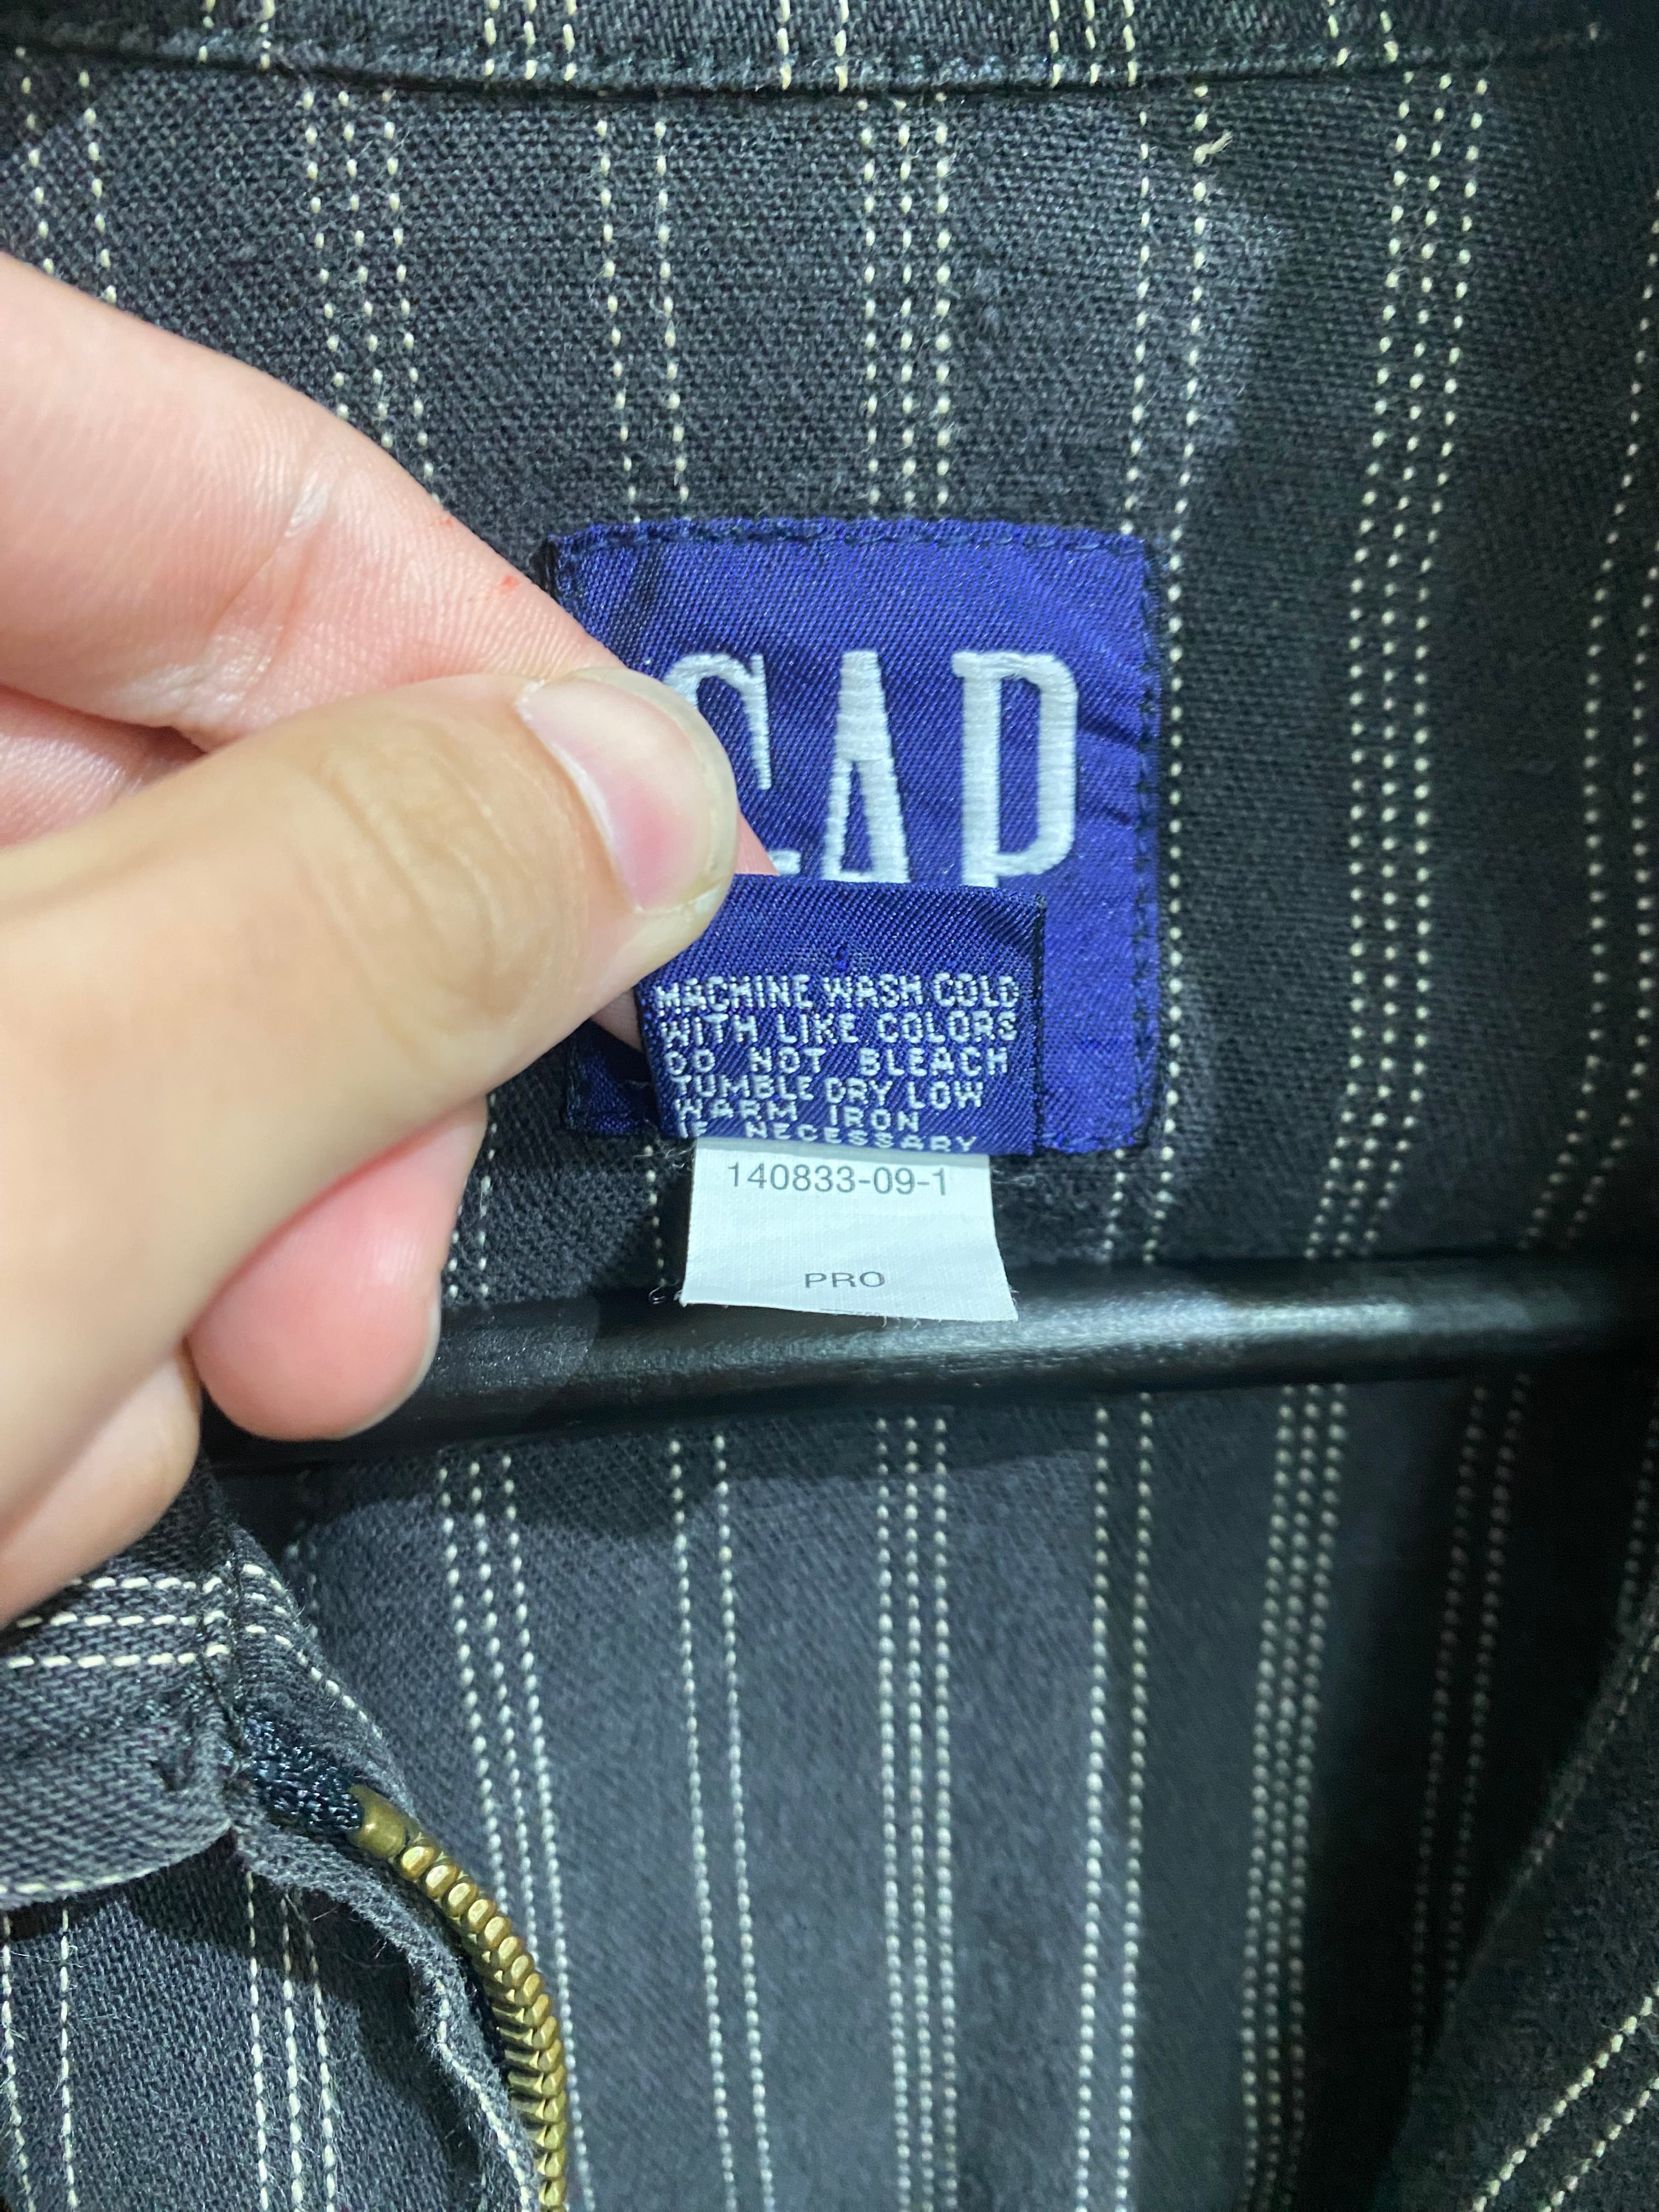 GAP
MACHINE WASH COLD
WITH LIKE COLORS
DO NOT BLEACH
TUMBLE DRY LOW
WARM IRON
IF NECESSARY
140833-09-1
PRO